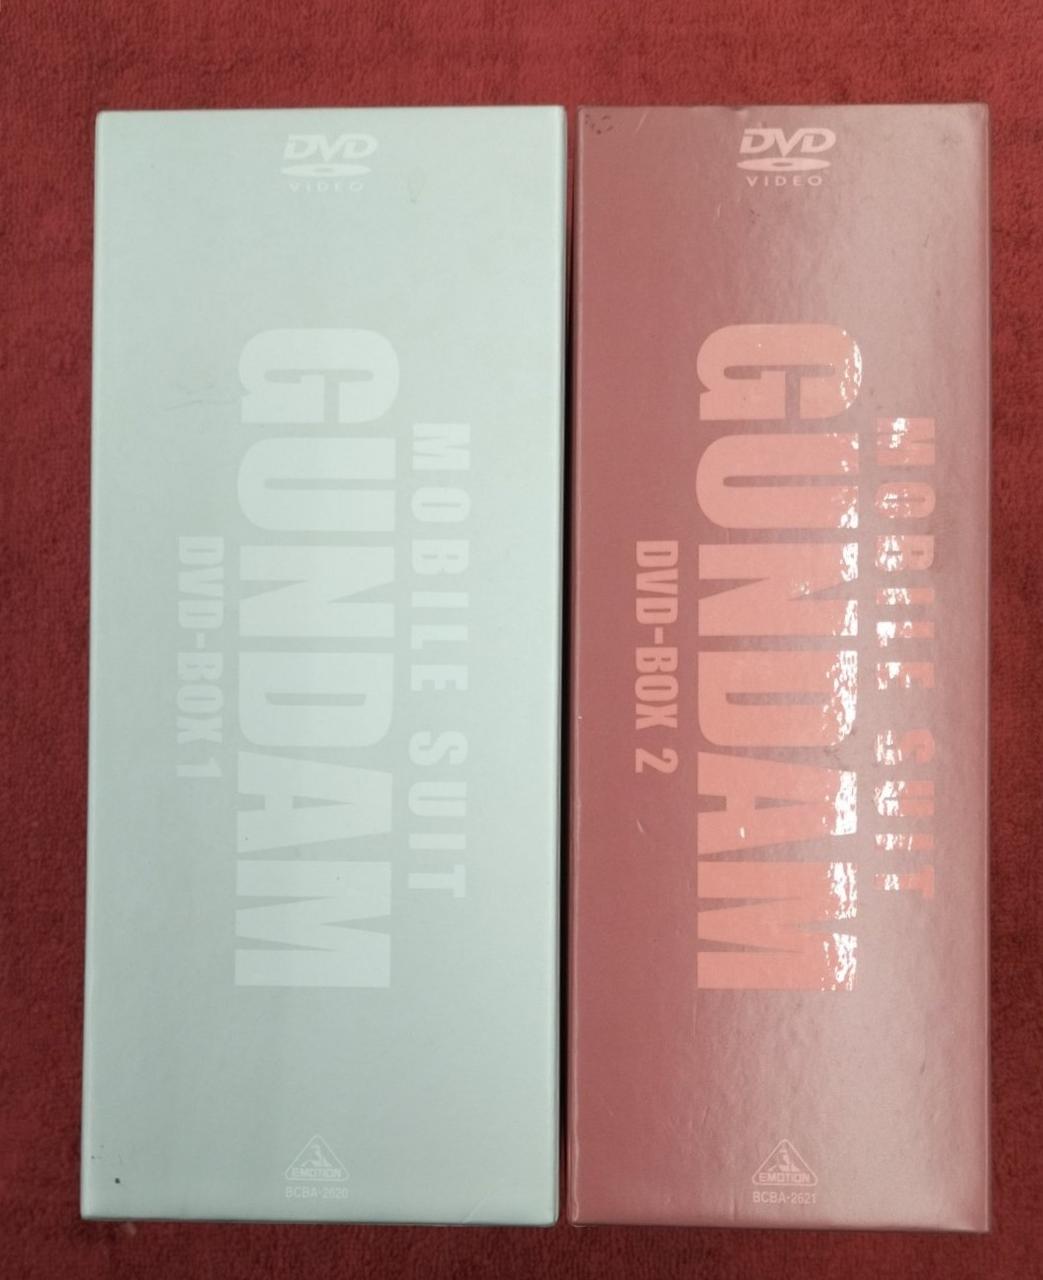 DVD
VIDEO
MOBILE SUIT
GUNDAM
DVD-BOX 1
EMOTION
BCBA-2620
DVD
VIDEO
MOBILE SUIT
GUNDAM
DVD-BOX 2
EMOTION
BCBA-2621